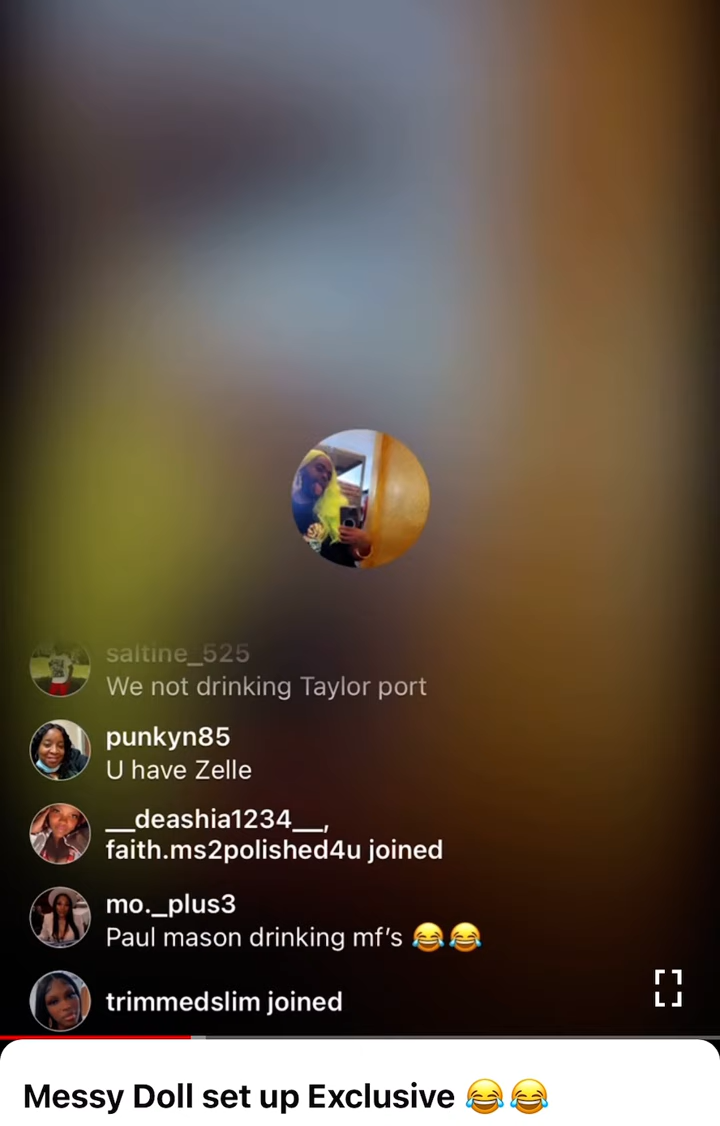 saltine_525
We not drinking Taylor port
punkyn85
U have Zelle
__deashia1234__,
faith.ms2polished4u joined
mo._plus3
Paul mason drinking mf's 😂😂
trimmedslim joined
Messy Doll set up Exclusive 😂😂